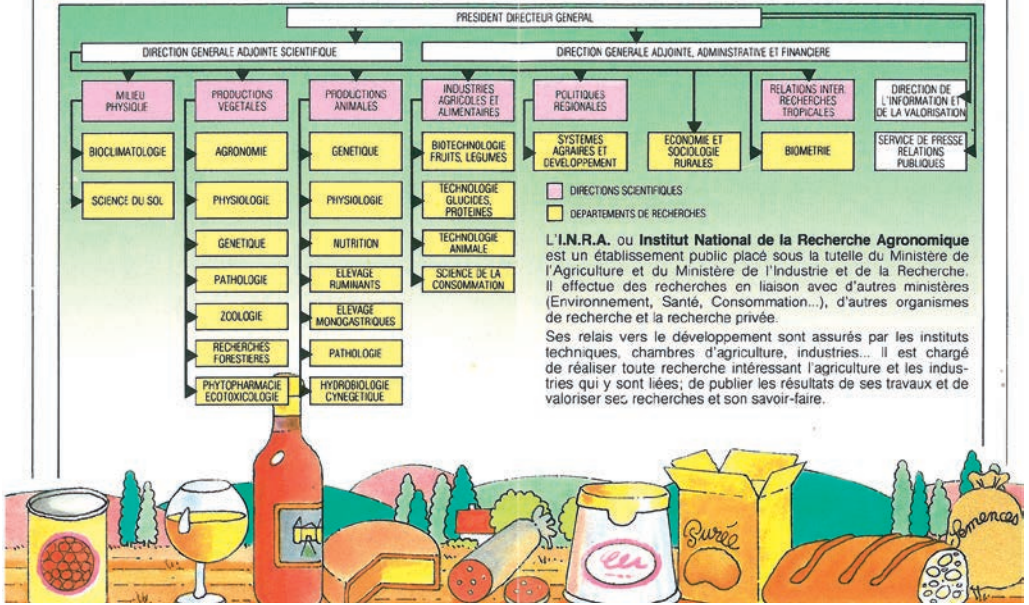 PRESIDENT DIRECTEUR GENERAL
DIRECTION GENERALE ADJOINTE SCIENTIFIQUE
DIRECTION GENERALE ADJOINTE, ADMINISTRATIVE ET FINANCIERE
MILIEU
PHYSIQUE
BIOCLIMATOLOGIE
SCIENCE DU SOL
PRODUCTIONS
VEGETALES
AGRONOMIE
PHYSIOLOGIE
GENETIQUE
PATHOLOGIE
ZOOLOGIE
RECHERCHES
FORESTIERES
PHYTOPHARMACIE
ECOTOXICOLOGIE
PRODUCTIONS
ANIMALES
GENETIQUE
PHYSIOLOGIE
NUTRITION
ELEVAGE
RUMINANTS
ELEVAGE
MONOGASTRIQUES
PATHOLOGIE
HYDROBIOLOGIE
CYNEGETIQUE
INDUSTRIES
AGRICOLES ET
ALIMENTAIRES
BIOTECHNOLOGIE
FRUITS, LEGUMES
TECHNOLOGIE
GLUCIDES,
PROTEINES
TECHNOLOGIE
ANIMALE
SCIENCE DE LA
CONSOMMATION
POLITIQUES
REGIONALES
SYSTEMES
AGRAIRES ET
DEVELOPPEMENT
ECONOMIE ET
SOCIOLOGIE
RURALES
RELATIONS INTER.
RECHERCHES
TROPICALES
BIOMETRIE
DIRECTION DE
L'INFORMATION ET
DE LA VALORISATION
SERVICE DE PRESSE
RELATIONS
PUBLIQUES
DIRECTIONS SCIENTIFIQUES
DEPARTEMENTS DE RECHERCHES
L'I.N.R.A. ou Institut National de la Recherche Agronomique
est un établissement public placé sous la tutelle du Ministère de
l'Agriculture et du Ministère de l'Industrie et de la Recherche.
Il effectue des recherches en liaison avec d'autres ministères
(Environnement, Santé, Consommation...), d'autres organismes
de recherche et la recherche privée.
Ses relais vers le développement sont assurés par les instituts
techniques, chambres d'agriculture, industries... Il est chargé
de réaliser toute recherche intéressant l'agriculture et les indus-
tries qui y sont liées; de publier les résultats de ses travaux et de
valoriser ses recherches et son savoir-faire.
Purée